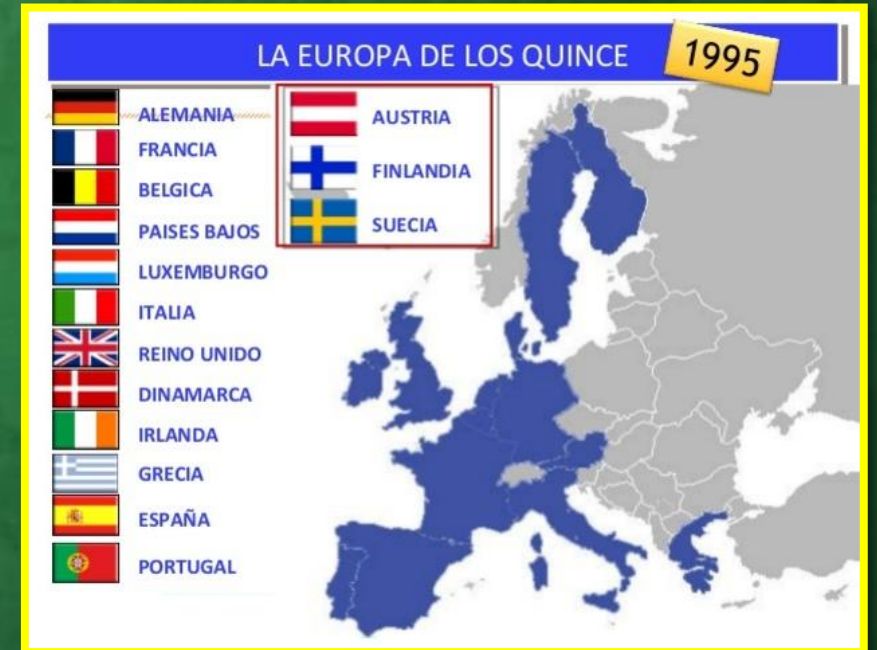 LA EUROPA DE LOS QUINCE
1995
ALEMANIA
FRANCIA
BELGICA
PAISES BAJOS
LUXEMBURGO
ITALIA
REINO UNIDO
DINAMARCA
IRLANDA
GRECIA
ESPAÑA
PORTUGAL
AUSTRIA
FINLANDIA
SUECIA